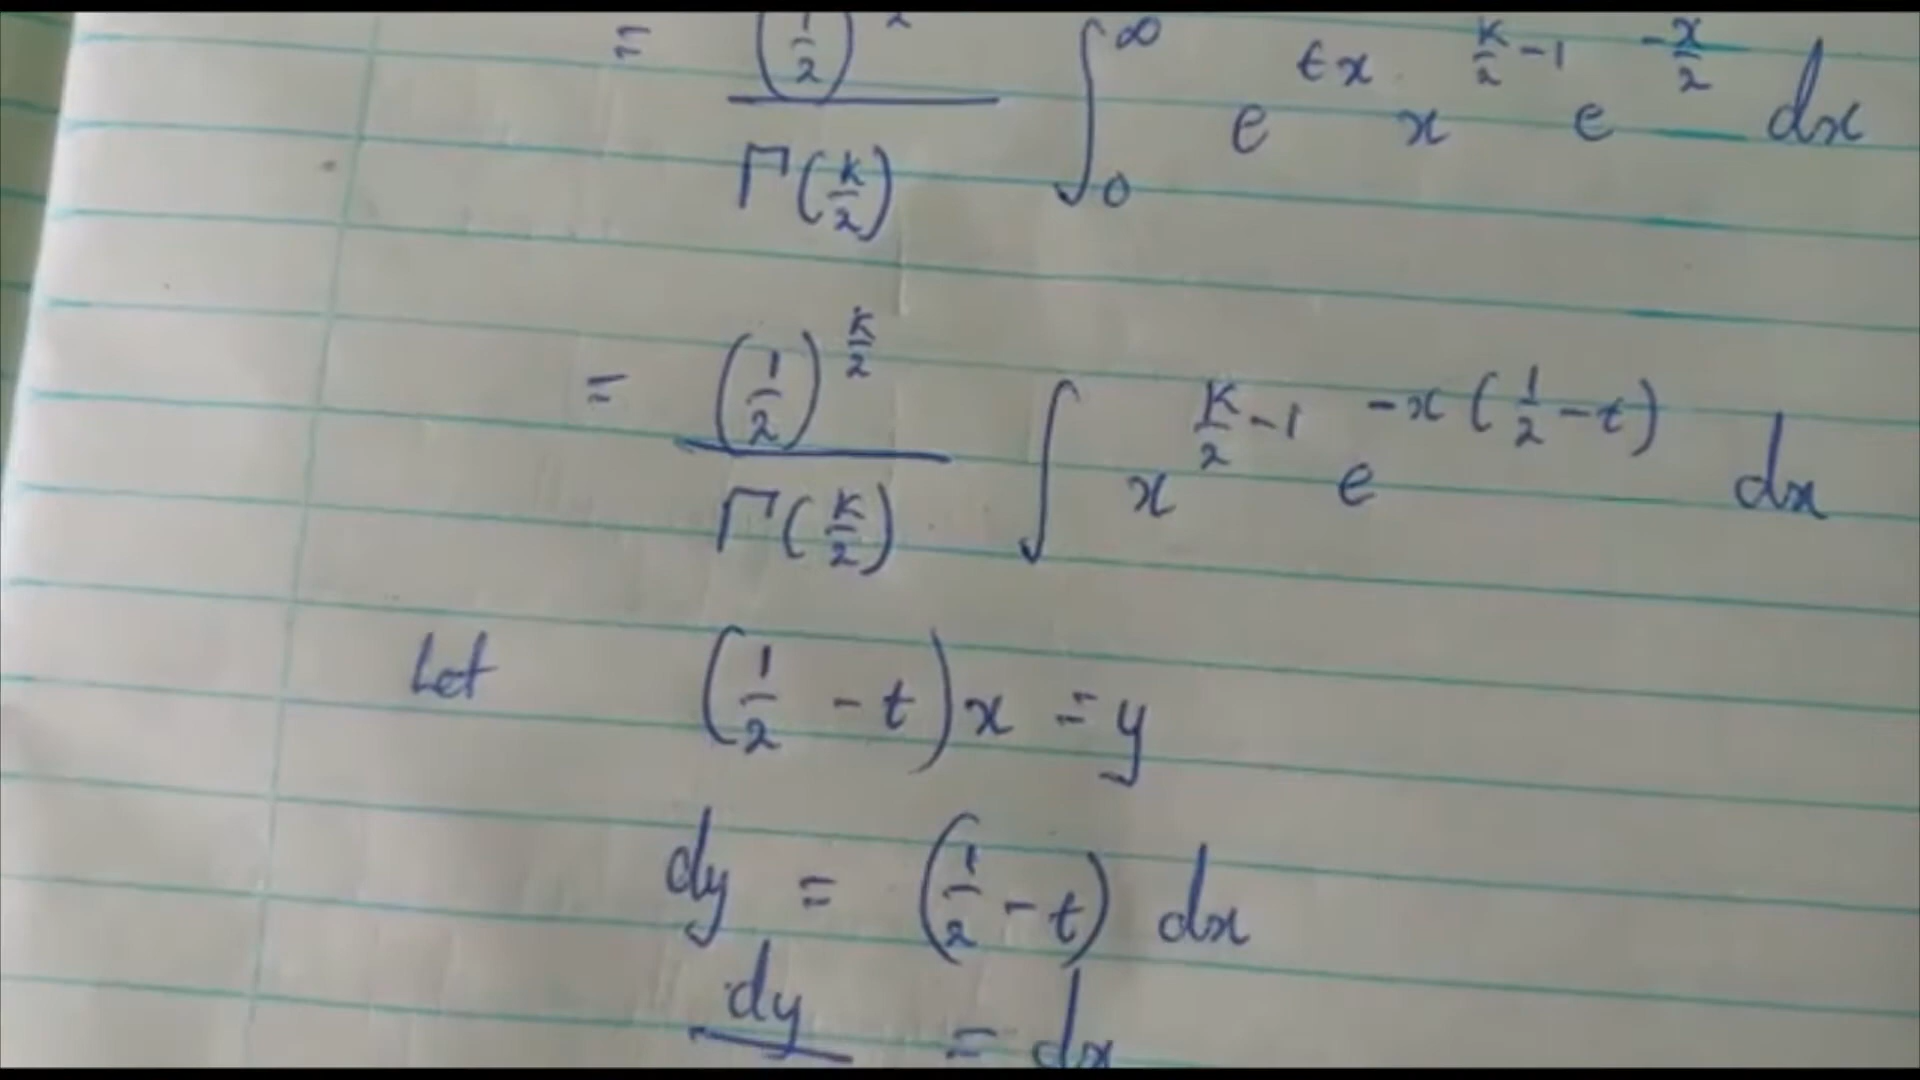 = (1/2)^2 / Γ(k/2) ∫_0^∞ e^{tx} x^{k/2 - 1} e^{-x/2} dx
= (1/2)^{k/2} / Γ(k/2) ∫ x^{k/2 - 1} e^{-x(1/2 - t)} dx
Let (1/2 - t)x = y
dy = (1/2 - t) dx
dy = dx